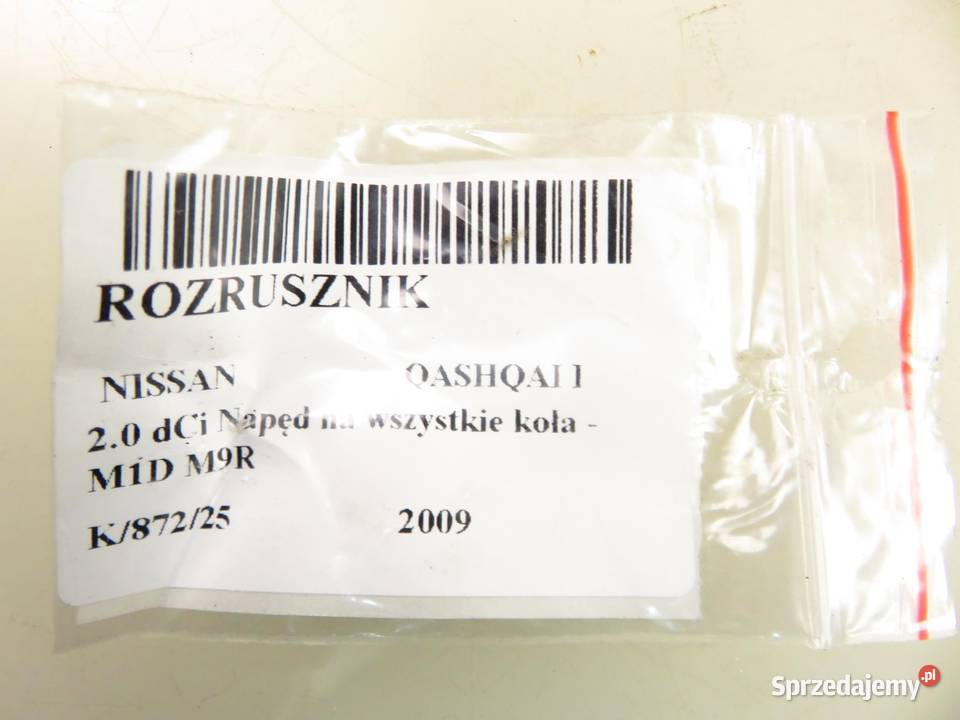 ROZRUSZNIK
NISSAN QASHQAI I
2.0 dCi Napęd na wszystkie koła -
M1D M9R
K/872/25 2009
Sprzedajemy.pl